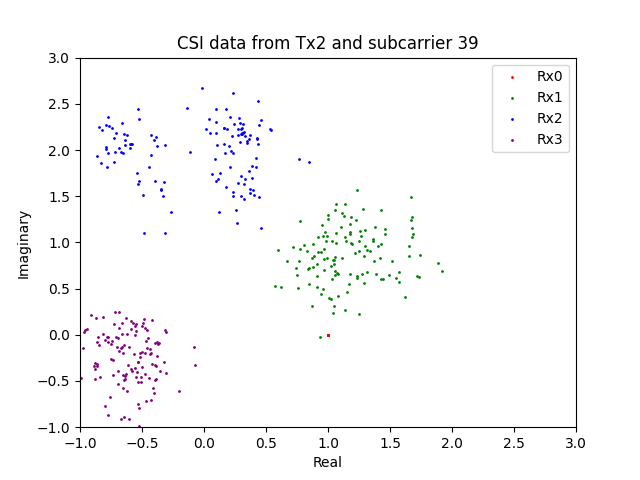 CSI data from Tx2 and subcarrier 39
3.0
2.5
2.0
1.5
1.0
0.5
0.0
−0.5
−1.0
Imaginary
Rx0
Rx1
Rx2
Rx3
−1.0 −0.5 0.0 0.5 1.0 1.5 2.0 2.5 3.0
Real